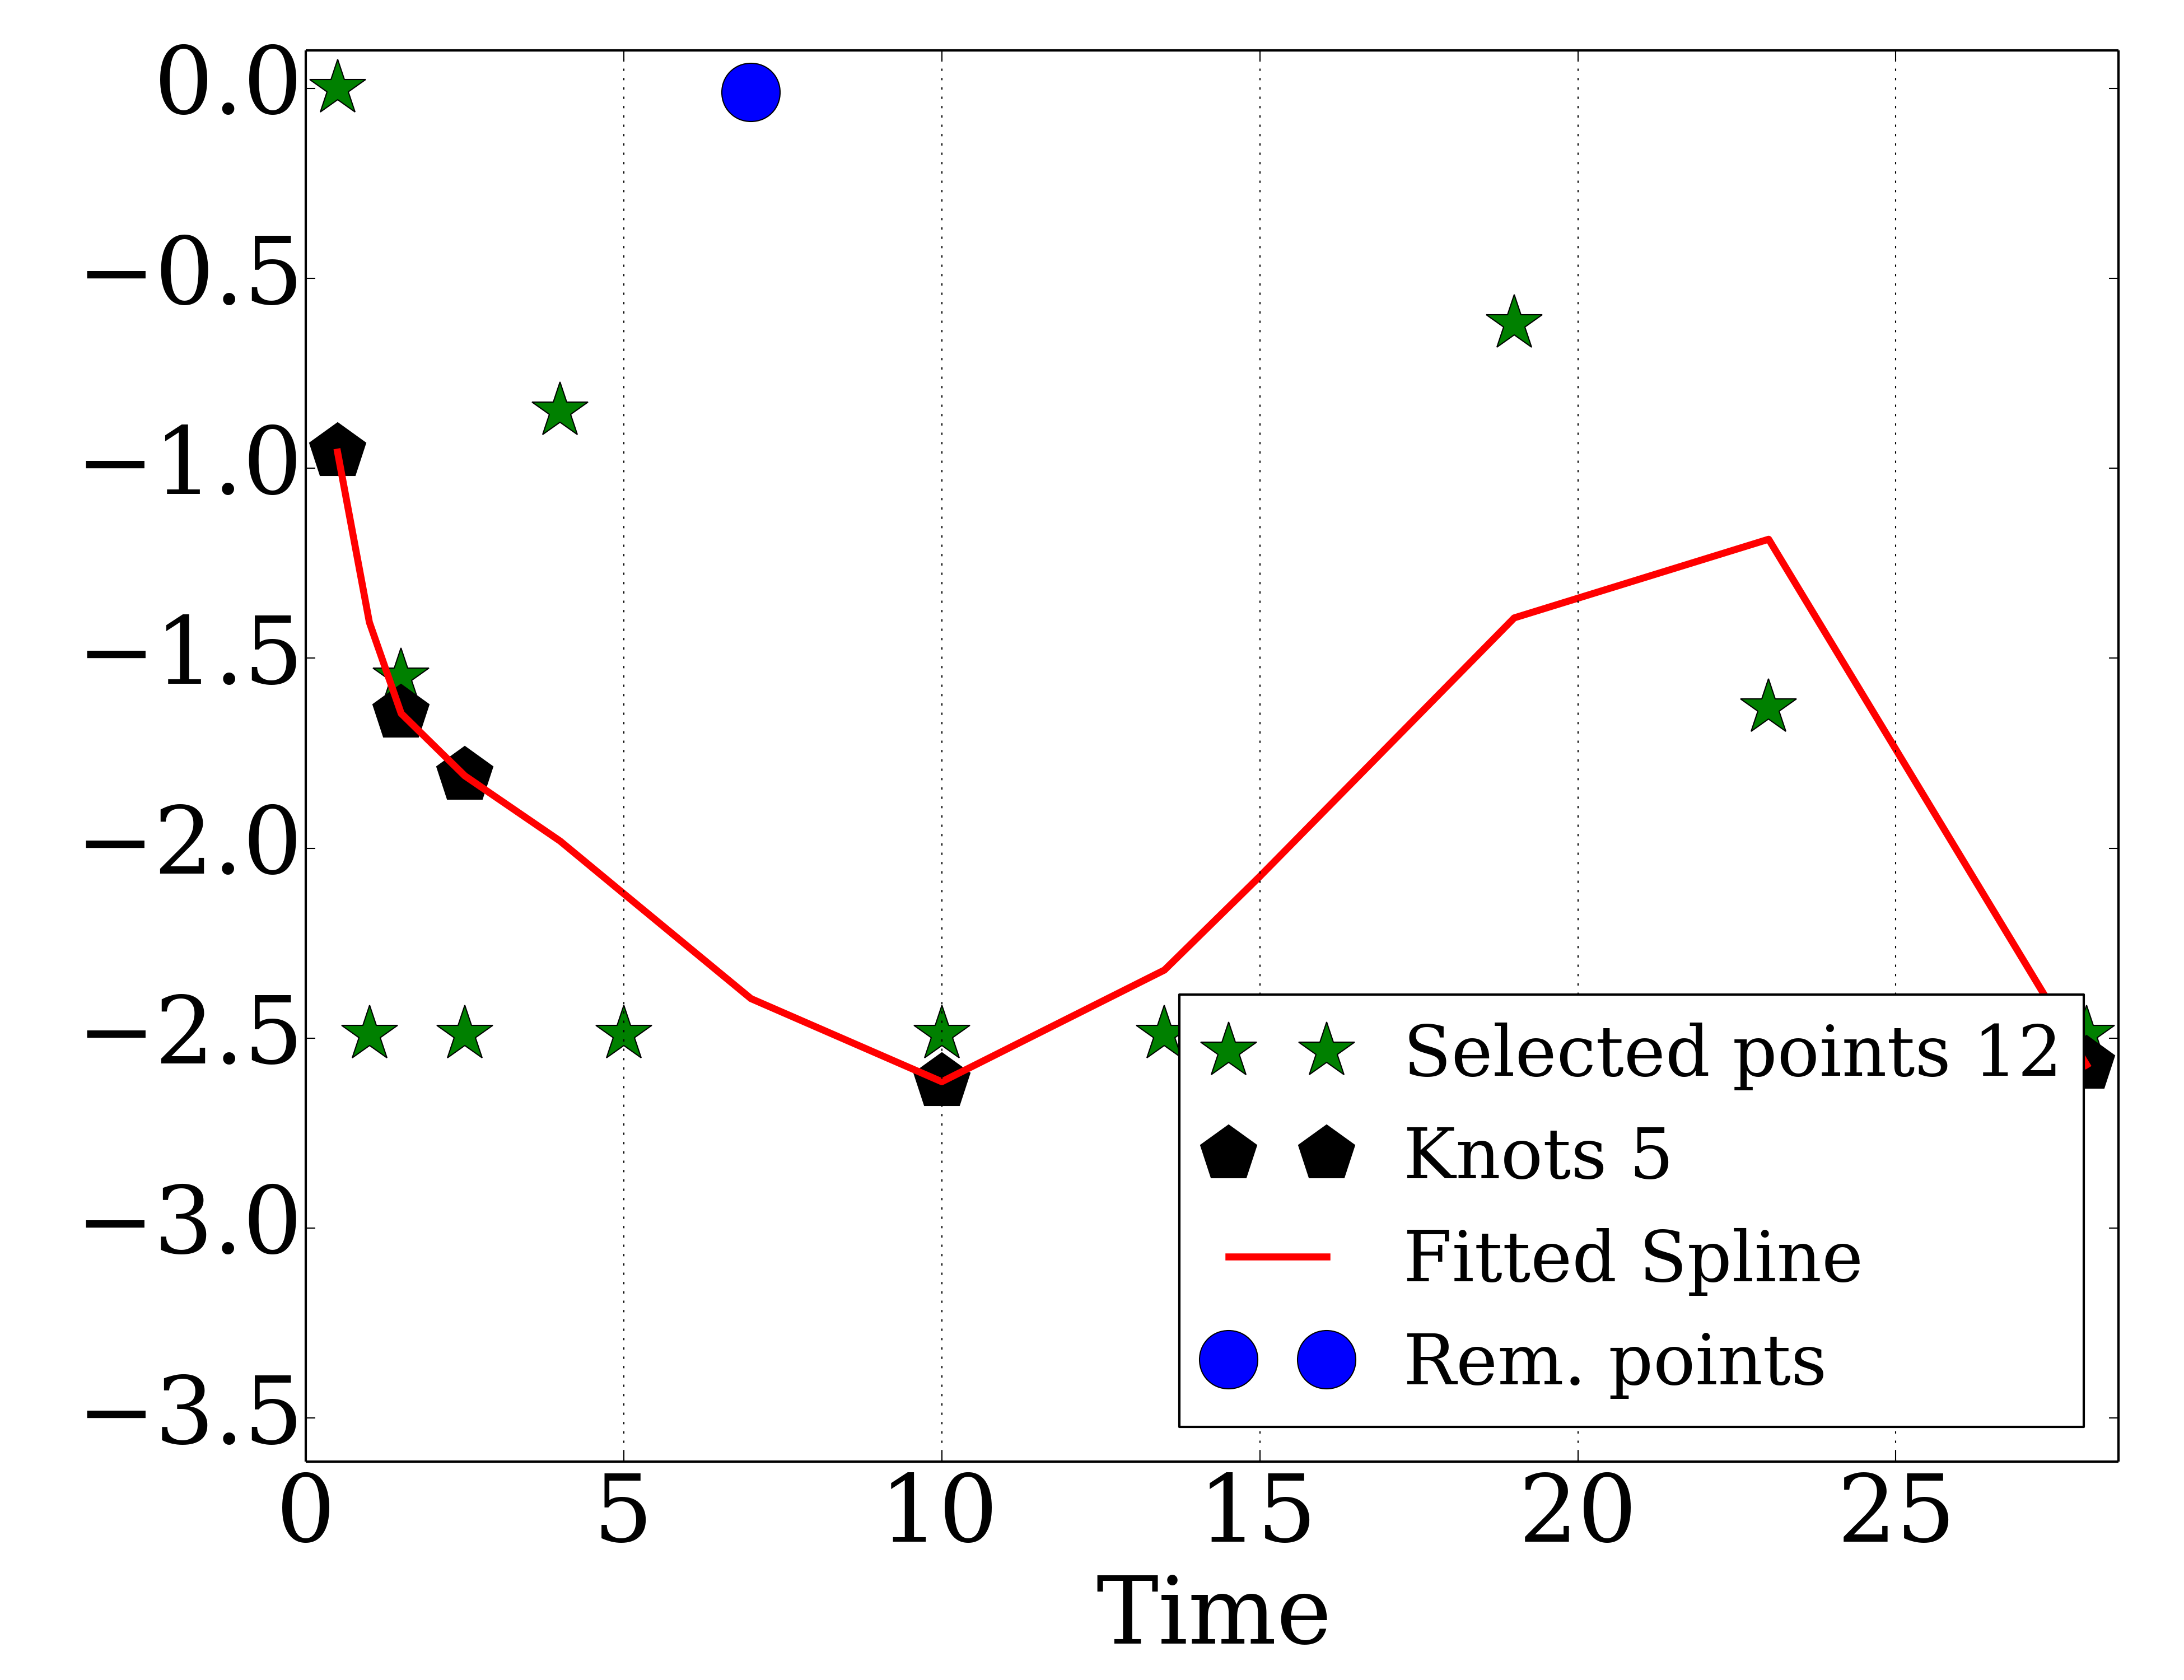 0.0
−0.5
−1.0
−1.5
−2.0
−2.5
−3.0
−3.5
0 5 10 15 20 25
Time
Selected points 12
Knots 5
Fitted Spline
Rem. points